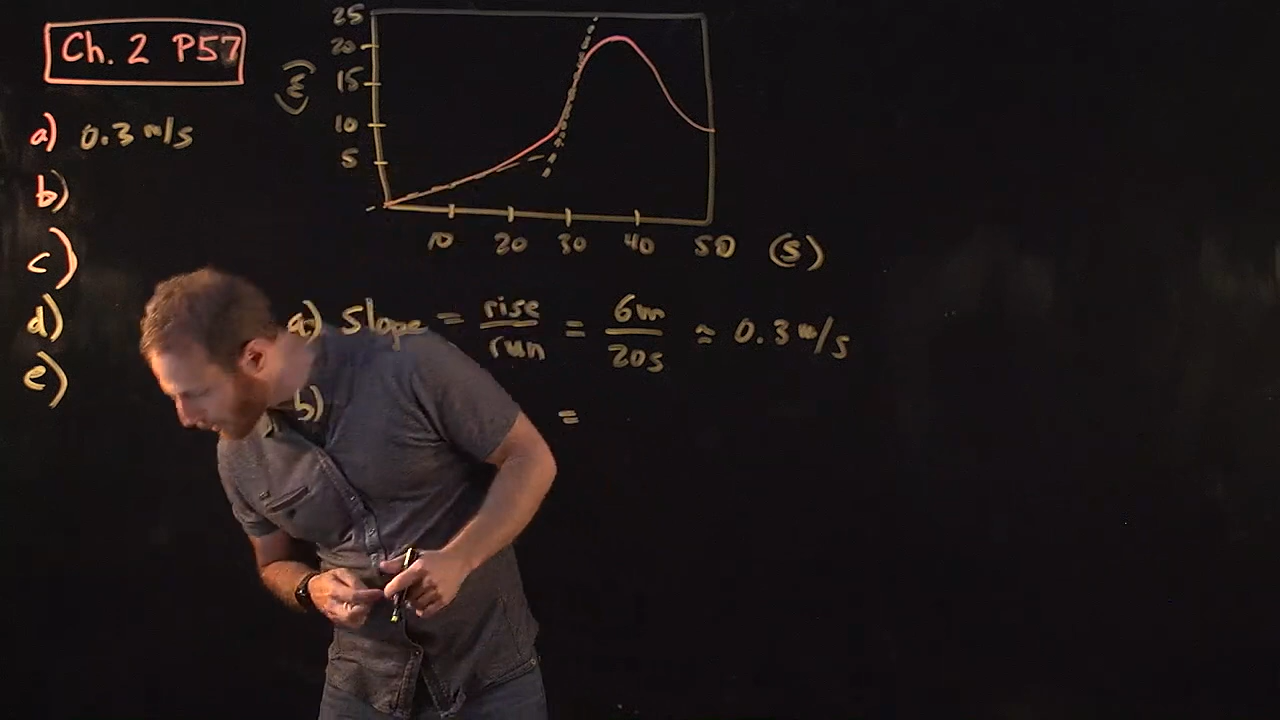 Ch. 2 P57
a) 0.3 m/s
b)
c)
d)
e)
25
20
15
10
5
(m)
10 20 30 40 50 (s)
a) Slope = rise/run = 6m/20s ≈ 0.3 m/s
b) =